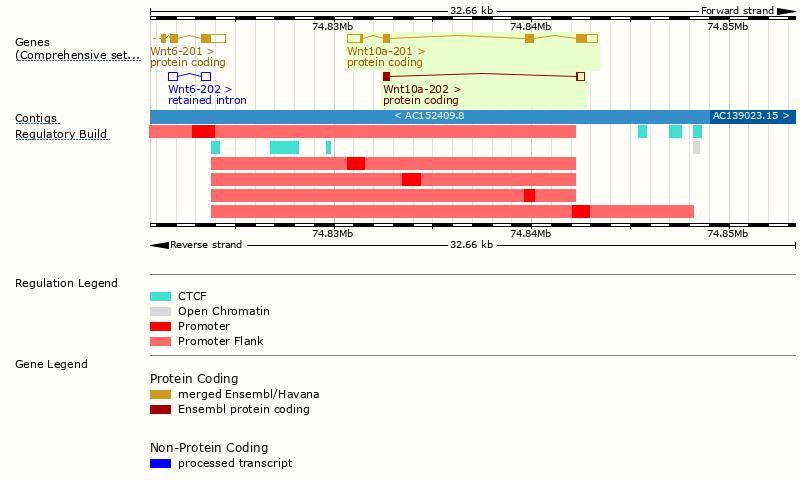 32.66 kb Forward strand
74.83Mb 74.84Mb 74.85Mb
Genes
(Comprehensive set...
Wnt6-201 >
protein coding
Wnt10a-201 >
protein coding
Wnt6-202 >
retained intron
Wnt10a-202 >
protein coding
Contigs < AC152409.8 AC139023.15 >
Regulatory Build
74.83Mb 74.84Mb 74.85Mb
Reverse strand 32.66 kb
Regulation Legend
CTCF
Open Chromatin
Promoter
Promoter Flank
Gene Legend
Protein Coding
merged Ensembl/Havana
Ensembl protein coding
Non-Protein Coding
processed transcript